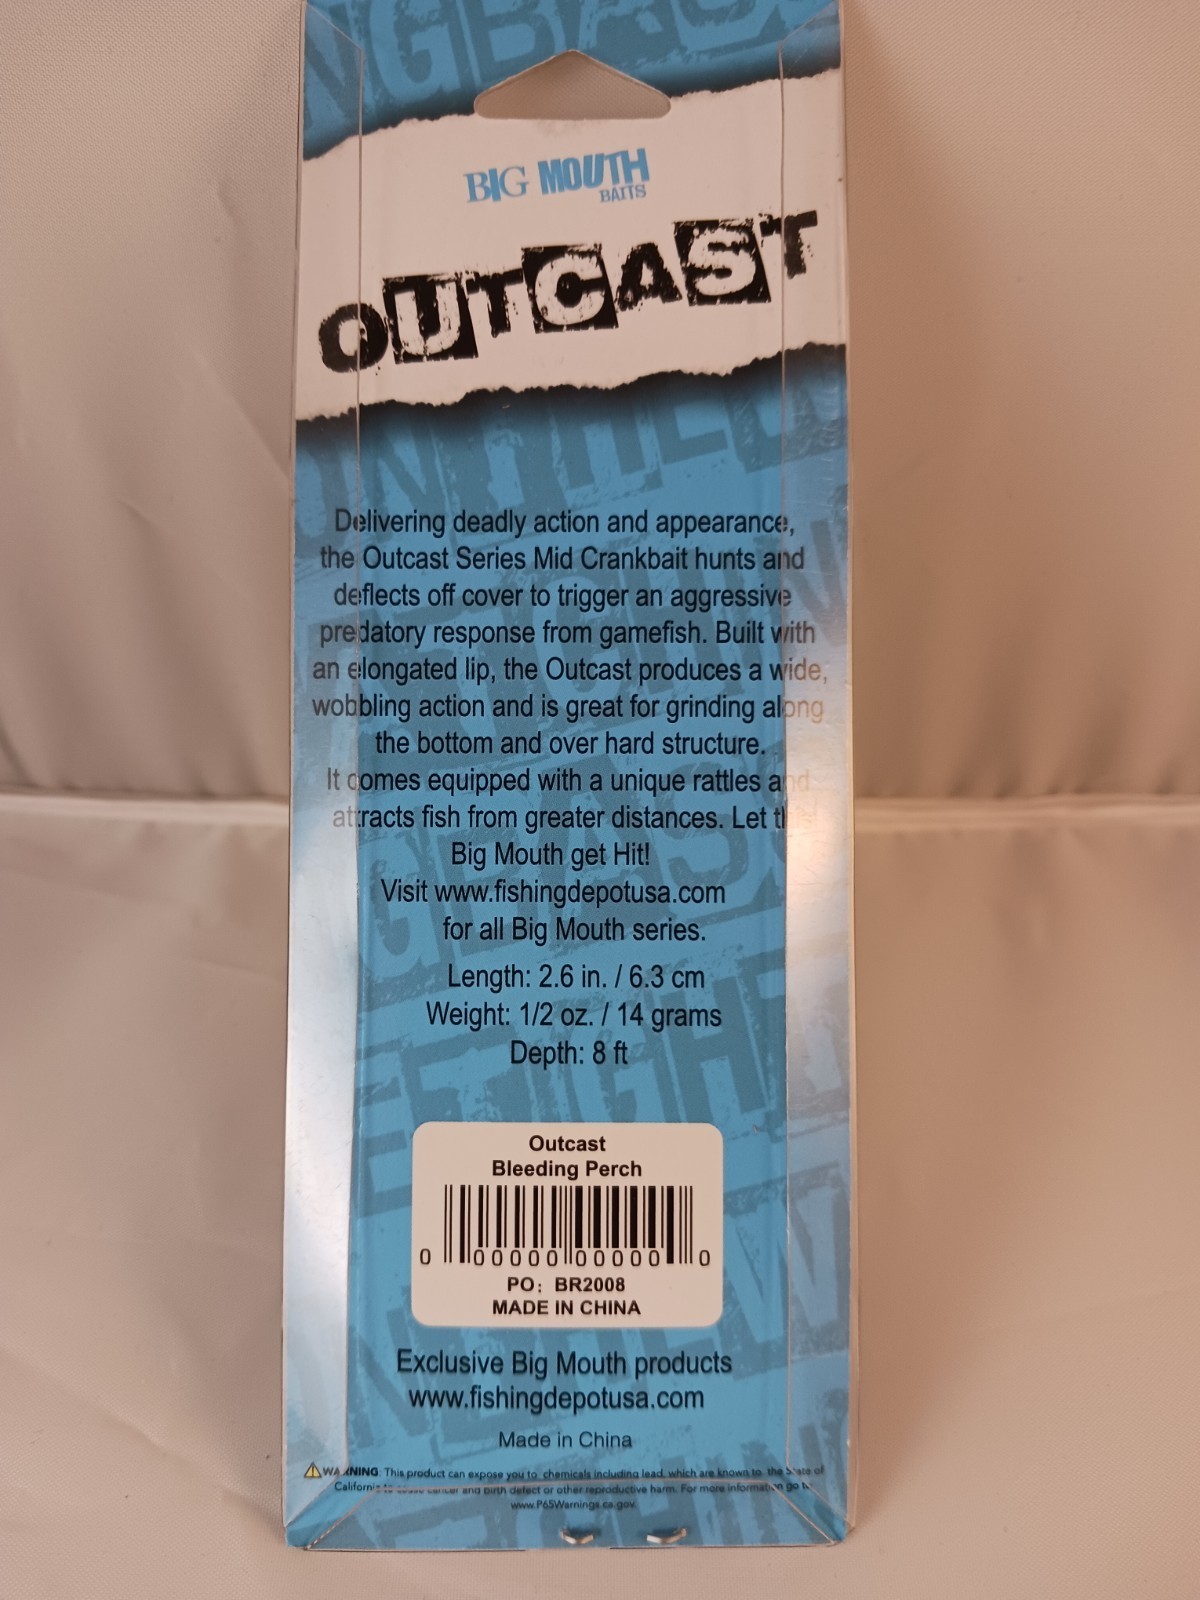 BIG MOUTH
BAITS
OUTCAST
Delivering deadly action and appearance,
the Outcast Series Mid Crankbait hunts and
deflects off cover to trigger an aggressive
predatory response from gamefish. Built with
an elongated lip, the Outcast produces a wide,
wobbling action and is great for grinding along
the bottom and over hard structure.
It comes equipped with a unique rattles and
attracts fish from greater distances. Let the
Big Mouth get Hit!
Visit www.fishingdepotusa.com
for all Big Mouth series.
Length: 2.6 in. / 6.3 cm
Weight: 1/2 oz. / 14 grams
Depth: 8 ft
Outcast
Bleeding Perch
0 00000 00000 0
PO: BR2008
MADE IN CHINA
Exclusive Big Mouth products
www.fishingdepotusa.com
Made in China
WARNING: This product can expose you to chemicals including lead, which are known to the State of
California to cause cancer and birth defect or other reproductive harm. For more information go to
www.P65Warnings.ca.gov